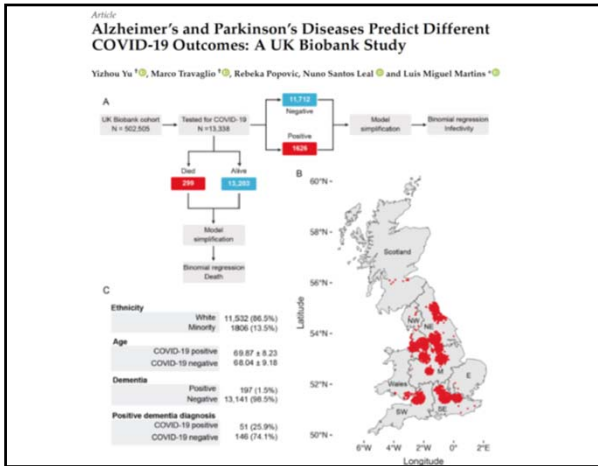 Article
Alzheimer's and Parkinson's Diseases Predict Different
COVID-19 Outcomes: A UK Biobank Study
Yizhou Yu †, Marco Travaglio †, Rebeka Popovic, Nuno Santos Leal and Luis Miguel Martins *
A
UK Biobank cohort
N = 502,505
Tested for COVID-19
N =13,338
11,712
Negative
Positive
1626
Model
simplification
Binomial regression
Infectivity
Died
299
Alive
Model
simplification
Binomial regression
Death
B
60°N
58°N
56°N
54°N
52°N
50°N
Latitude
Scotland
NW
NE
M
E
Wales
SW
SE
6°W
4°W
2°W
0°
2°E
Longitude
C
Ethnicity
White 11,532 (86.5%)
Minority 1806 (13.5%)
Age
COVID-19 positive 69.87 ± 8.23
COVID-19 negative 68.04 ± 9.18
Dementia
Positive 197 (1.5%)
Negative 13,141 (98.5%)
Positive dementia diagnosis
COVID-19 positive 51 (25.9%)
COVID-19 negative 146 (74.1%)